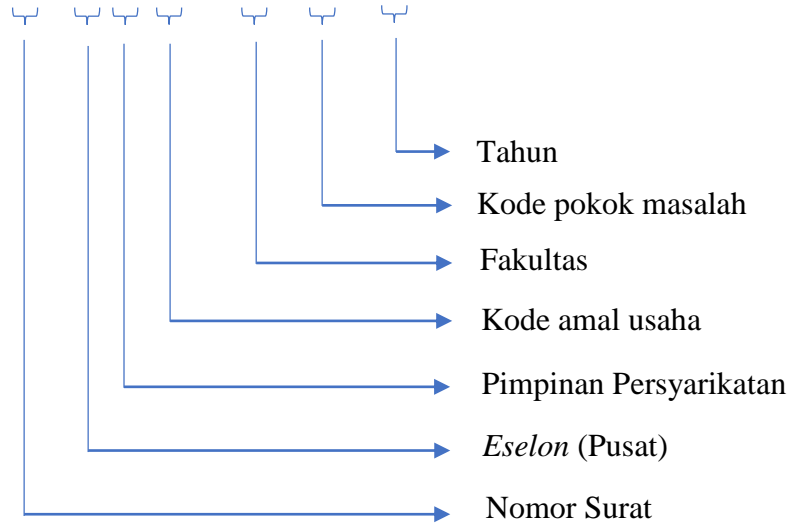 Tahun
Kode pokok masalah
Fakultas
Kode amal usaha
Pimpinan Persyarikatan
Eselon (Pusat)
Nomor Surat